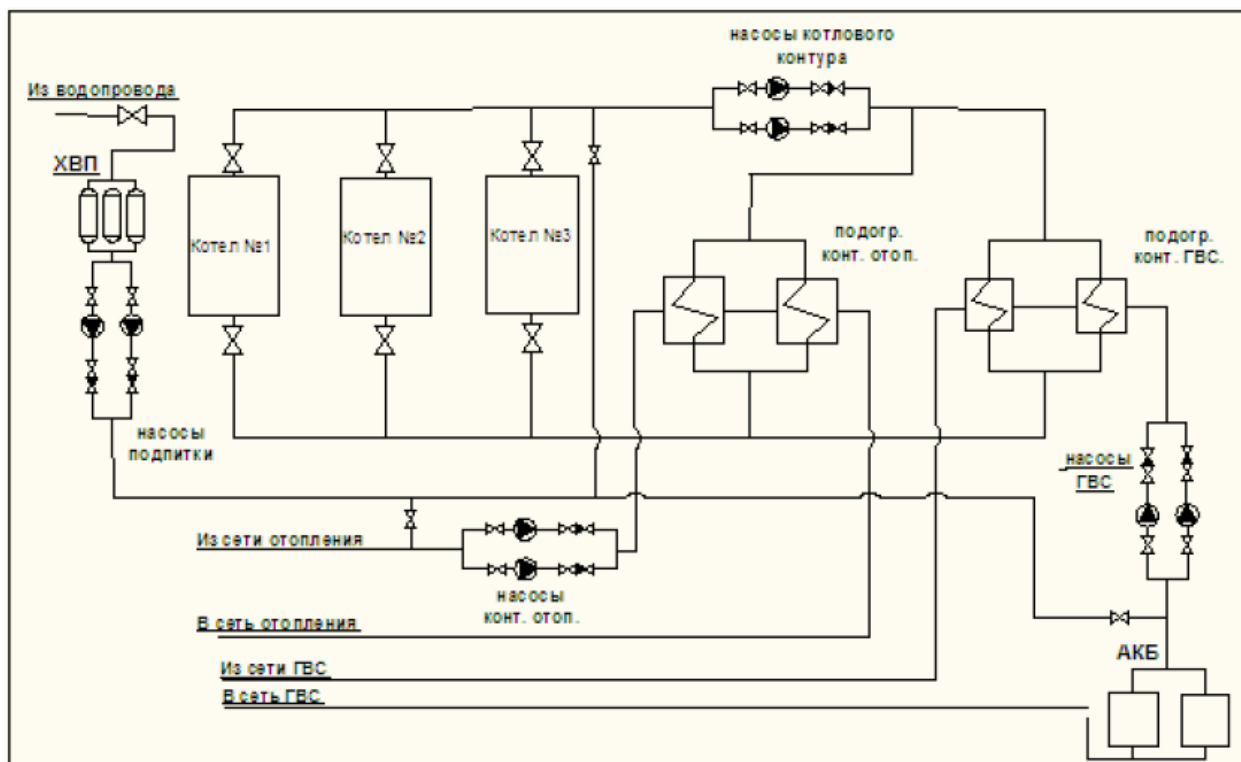 насосы котлового
контура
Из водопровода
ХВП
Котел №1
Котел №2
Котел №3
подогр.
конт. отоп.
подогр.
конт. ГВС.
насосы
подпитки
насосы
ГВС
Из сети отопления
насосы
конт. отоп.
В сеть отопления
АКБ
Из сети ГВС
В сеть ГВС